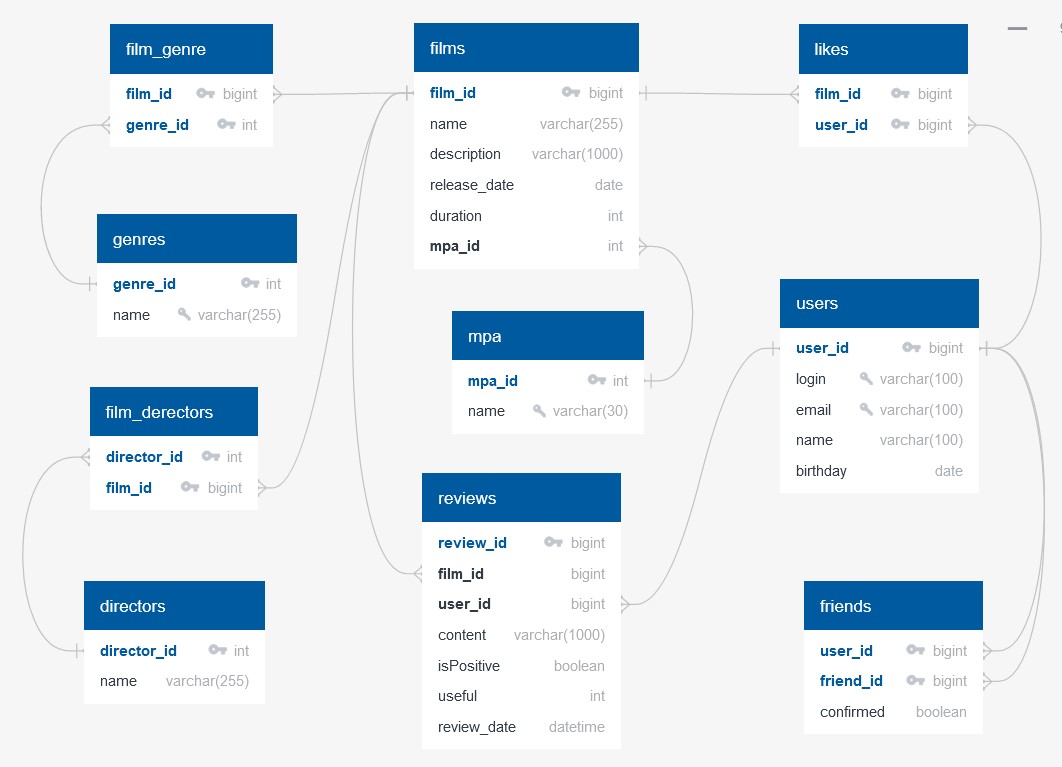 film_genre
film_id bigint
genre_id int
films
film_id bigint
name varchar(255)
description varchar(1000)
release_date date
duration int
mpa_id int
likes
film_id bigint
user_id bigint
genres
genre_id int
name varchar(255)
mpa
mpa_id int
name varchar(30)
users
user_id bigint
login varchar(100)
email varchar(100)
name varchar(100)
birthday date
film_derectors
director_id int
film_id bigint
reviews
review_id bigint
film_id bigint
user_id bigint
content varchar(1000)
isPositive boolean
useful int
review_date datetime
directors
director_id int
name varchar(255)
friends
user_id bigint
friend_id bigint
confirmed boolean